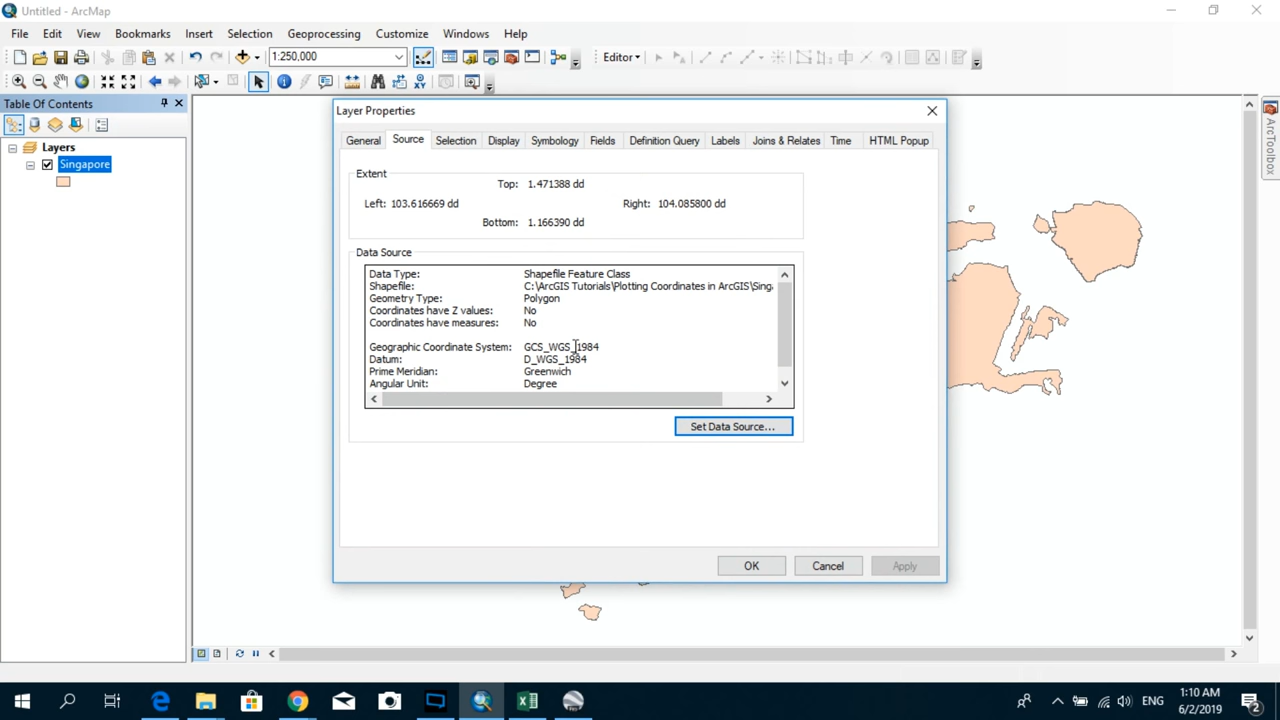 Untitled - ArcMap
File Edit View Bookmarks Insert Selection Geoprocessing Customize Windows Help
1:250,000
Editor
Table Of Contents
Layers
Singapore
Layer Properties
General Source Selection Display Symbology Fields Definition Query Labels Joins & Relates Time HTML Popup
Extent
Top: 1.471388 dd
Left: 103.616669 dd Right: 104.085800 dd
Bottom: 1.166390 dd
Data Source
Data Type: Shapefile Feature Class
Shapefile: C:\ArcGIS Tutorials\Plotting Coordinates in ArcGIS\Sing
Geometry Type: Polygon
Coordinates have Z values: No
Coordinates have measures: No
Geographic Coordinate System: GCS_WGS_1984
Datum: D_WGS_1984
Prime Meridian: Greenwich
Angular Unit: Degree
Set Data Source...
OK Cancel Apply
ArcToolbox
ENG
1:10 AM
6/2/2019
2